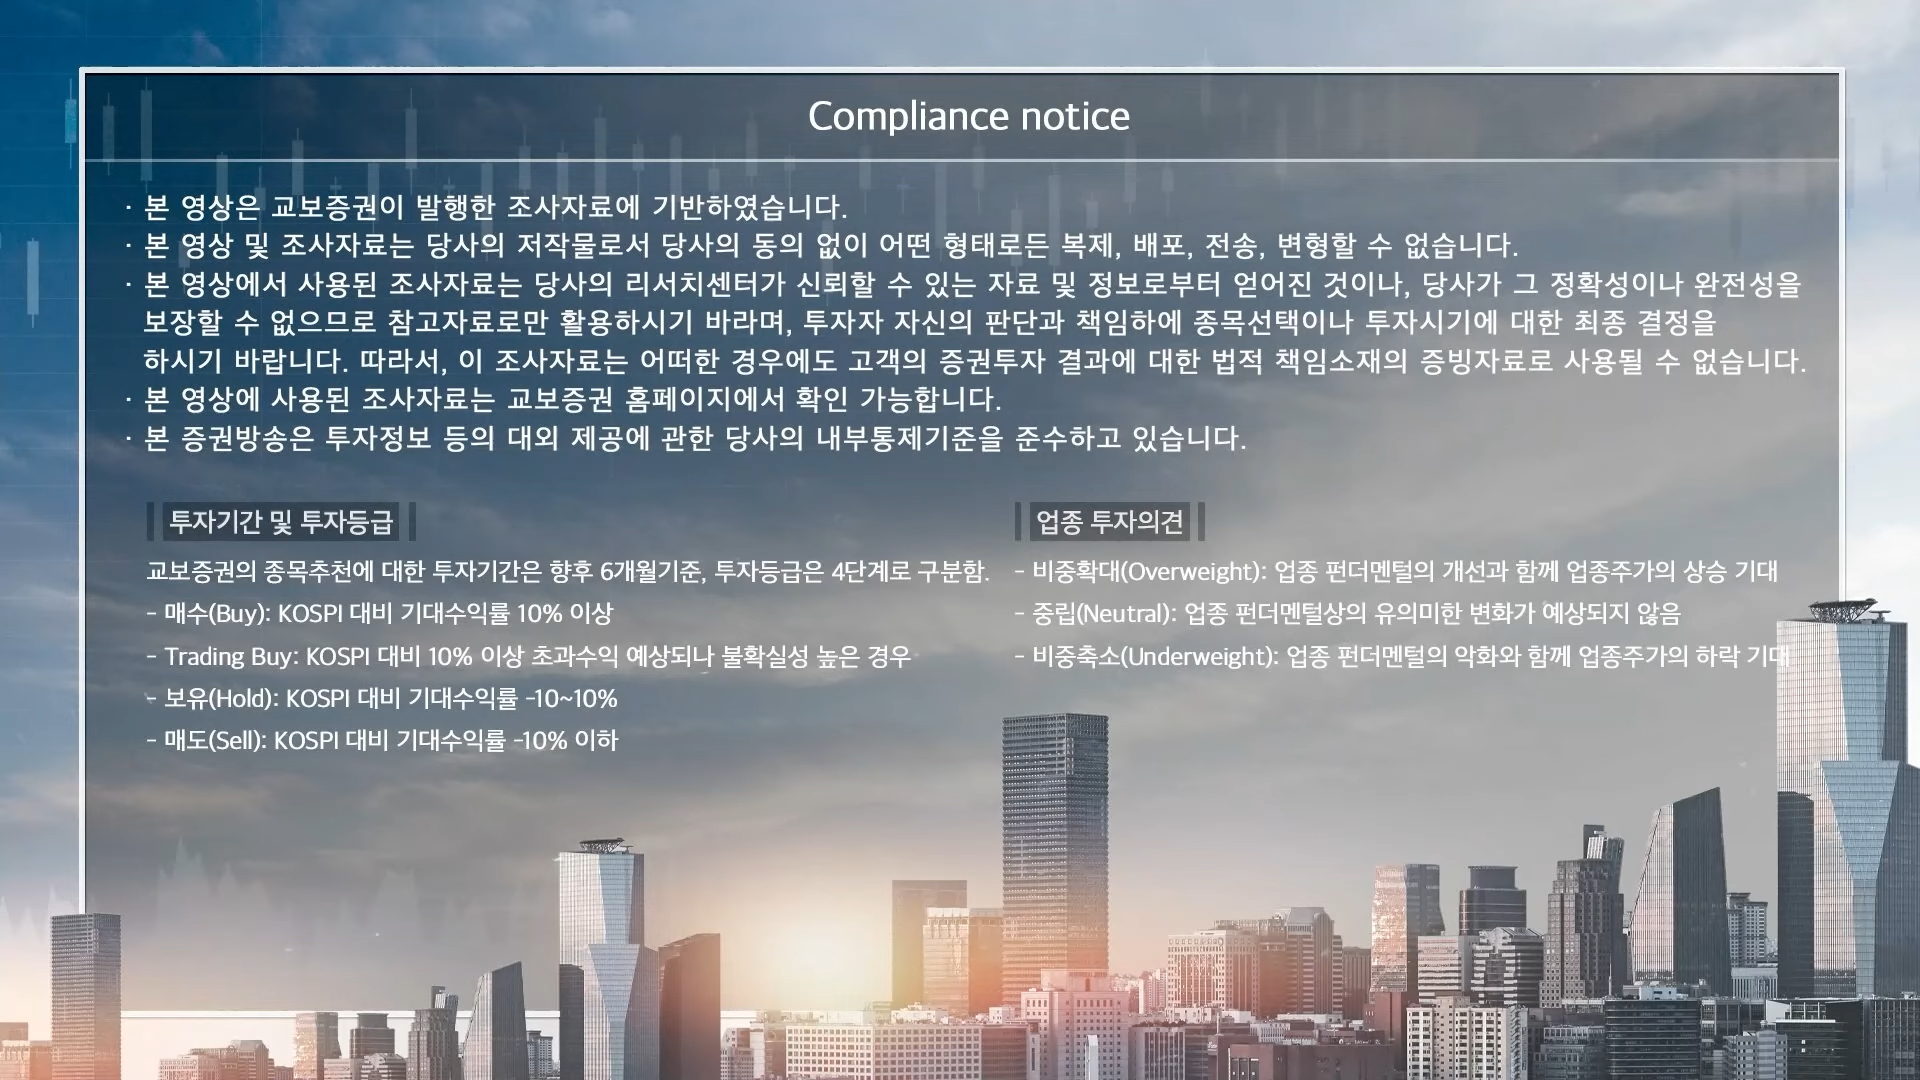 Compliance notice
· 본 영상은 교보증권이 발행한 조사자료에 기반하였습니다.
· 본 영상 및 조사자료는 당사의 저작물로서 당사의 동의 없이 어떤 형태로든 복제, 배포, 전송, 변형할 수 없습니다.
· 본 영상에서 사용된 조사자료는 당사의 리서치센터가 신뢰할 수 있는 자료 및 정보로부터 얻어진 것이나, 당사가 그 정확성이나 완전성을
보장할 수 없으므로 참고자료로만 활용하시기 바라며, 투자자 자신의 판단과 책임하에 종목선택이나 투자시기에 대한 최종 결정을
하시기 바랍니다. 따라서, 이 조사자료는 어떠한 경우에도 고객의 증권투자 결과에 대한 법적 책임소재의 증빙자료로 사용될 수 없습니다.
· 본 영상에 사용된 조사자료는 교보증권 홈페이지에서 확인 가능합니다.
· 본 증권방송은 투자정보 등의 대외 제공에 관한 당사의 내부통제기준을 준수하고 있습니다.
투자기간 및 투자등급
교보증권의 종목추천에 대한 투자기간은 향후 6개월기준, 투자등급은 4단계로 구분함.
- 매수(Buy): KOSPI 대비 기대수익률 10% 이상
- Trading Buy: KOSPI 대비 10% 이상 초과수익 예상되나 불확실성 높은 경우
- 보유(Hold): KOSPI 대비 기대수익률 -10~10%
- 매도(Sell): KOSPI 대비 기대수익률 -10% 이하
업종 투자의견
- 비중확대(Overweight): 업종 펀더멘털의 개선과 함께 업종주가의 상승 기대
- 중립(Neutral): 업종 펀더멘털상의 유의미한 변화가 예상되지 않음
- 비중축소(Underweight): 업종 펀더멘털의 악화와 함께 업종주가의 하락 기대